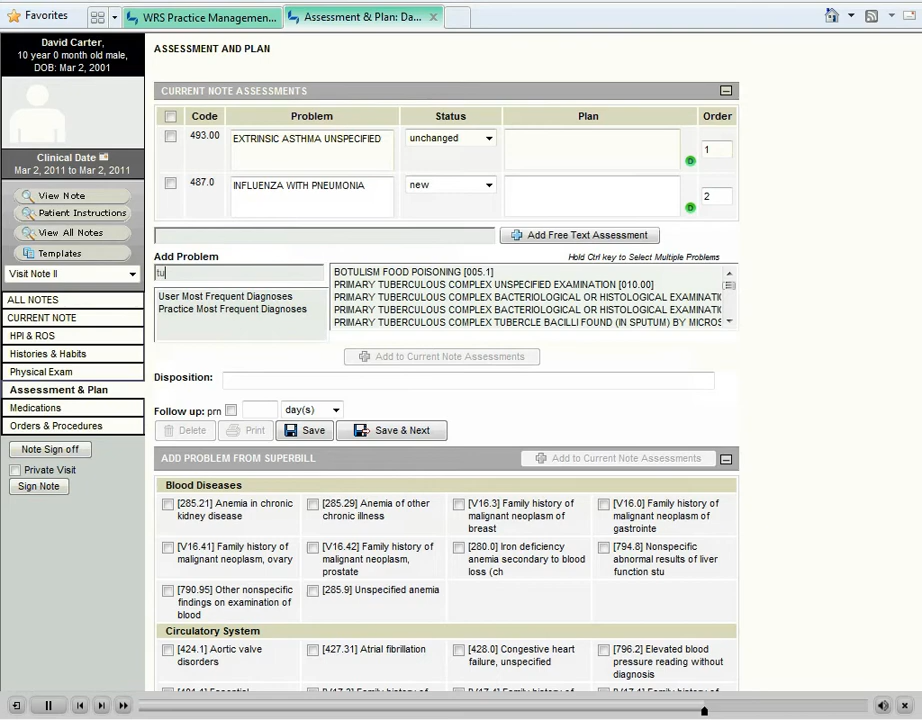 Favorites
WRS Practice Managemen...
Assessment & Plan: Da...
David Carter,
10 year 0 month old male,
DOB: Mar 2, 2001
Clinical Date
Mar 2, 2011 to Mar 2, 2011
View Note
Patient Instructions
View All Notes
Templates
Visit Note II
ALL NOTES
CURRENT NOTE
HPI & ROS
Histories & Habits
Physical Exam
Assessment & Plan
Medications
Orders & Procedures
Note Sign off
Private Visit
Sign Note
ASSESSMENT AND PLAN
CURRENT NOTE ASSESSMENTS
Code Problem Status Plan Order
493.00 EXTRINSIC ASTHMA UNSPECIFIED unchanged D 1
487.0 INFLUENZA WITH PNEUMONIA new D 2
Add Free Text Assessment
Add Problem
Hold Ctrl key to Select Multiple Problems
tu
User Most Frequent Diagnoses
Practice Most Frequent Diagnoses
BOTULISM FOOD POISONING [005.1]
PRIMARY TUBERCULOUS COMPLEX UNSPECIFIED EXAMINATION [010.00]
PRIMARY TUBERCULOUS COMPLEX BACTERIOLOGICAL OR HISTOLOGICAL EXAMINATI
PRIMARY TUBERCULOUS COMPLEX BACTERIOLOGICAL OR HISTOLOGICAL EXAMINATI
PRIMARY TUBERCULOUS COMPLEX TUBERCLE BACILLI FOUND (IN SPUTUM) BY MICROS
Add to Current Note Assessments
Disposition:
Follow up: prn day(s)
Delete Print Save Save & Next
ADD PROBLEM FROM SUPERBILL
Add to Current Note Assessments
Blood Diseases
[285.21] Anemia in chronic
kidney disease
[285.29] Anemia of other
chronic illness
[V16.3] Family history of
malignant neoplasm of
breast
[V16.0] Family history of
malignant neoplasm of
gastrointe
[V16.41] Family history of
malignant neoplasm, ovary
[V16.42] Family history of
malignant neoplasm,
prostate
[280.0] Iron deficiency
anemia secondary to blood
loss (ch
[794.8] Nonspecific
abnormal results of liver
function stu
[790.95] Other nonspecific
findings on examination of
blood
[285.9] Unspecified anemia
Circulatory System
[424.1] Aortic valve
disorders
[427.31] Atrial fibrillation
[428.0] Congestive heart
failure, unspecified
[796.2] Elevated blood
pressure reading without
diagnosis